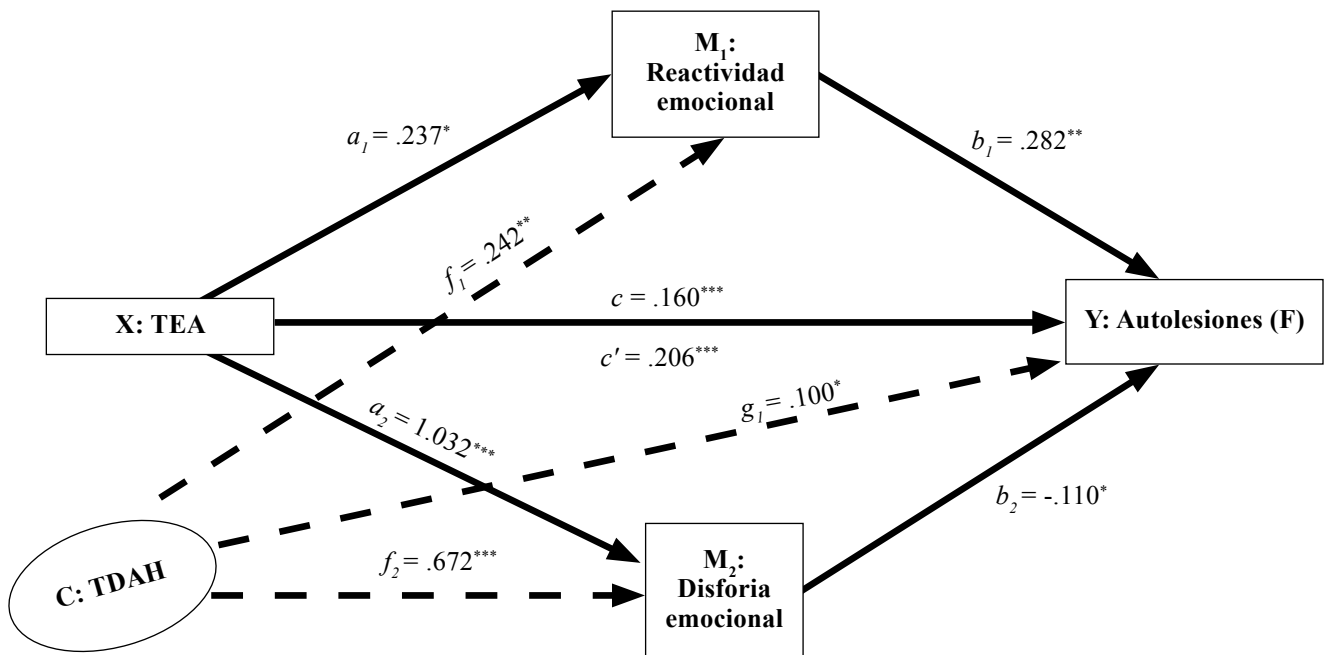 M₁:
Reactividad
emocional
a₁ = .237*
b₁ = .282**
f₁ = .242**
X: TEA
c = .160***
c' = .206***
Y: Autolesiones (F)
a₂ = 1.032***
g₁ = .100*
b₂ = -.110*
C: TDAH
f₂ = .672***
M₂:
Disforia
emocional